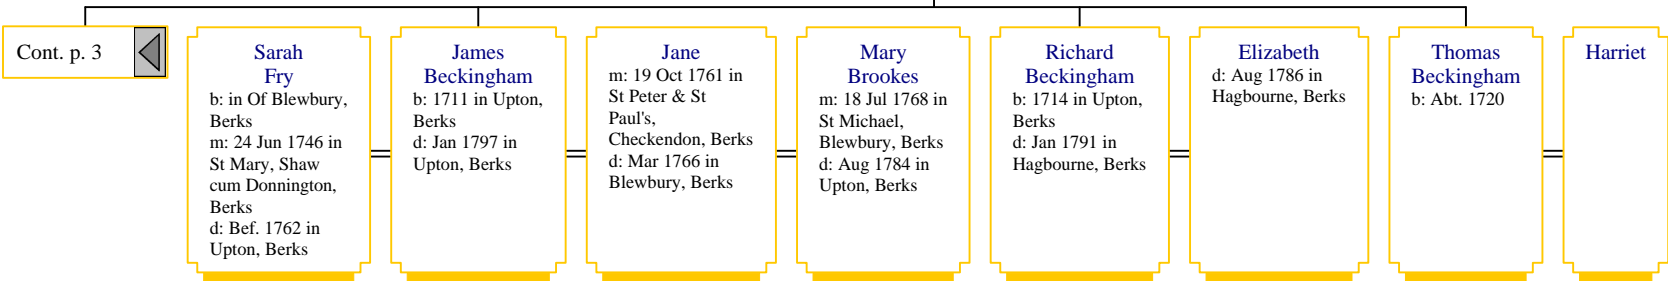 Cont. p. 3
Sarah
Fry
b: in Of Blewbury,
Berks
m: 24 Jun 1746 in
St Mary, Shaw
cum Donnington,
Berks
d: Bef. 1762 in
Upton, Berks
James
Beckingham
b: 1711 in Upton,
Berks
d: Jan 1797 in
Upton, Berks
Jane
m: 19 Oct 1761 in
St Peter & St
Paul's,
Checkendon, Berks
d: Mar 1766 in
Blewbury, Berks
Mary
Brookes
m: 18 Jul 1768 in
St Michael,
Blewbury, Berks
d: Aug 1784 in
Upton, Berks
Richard
Beckingham
b: 1714 in Upton,
Berks
d: Jan 1791 in
Hagbourne, Berks
Elizabeth
d: Aug 1786 in
Hagbourne, Berks
Thomas
Beckingham
b: Abt. 1720
Harriet